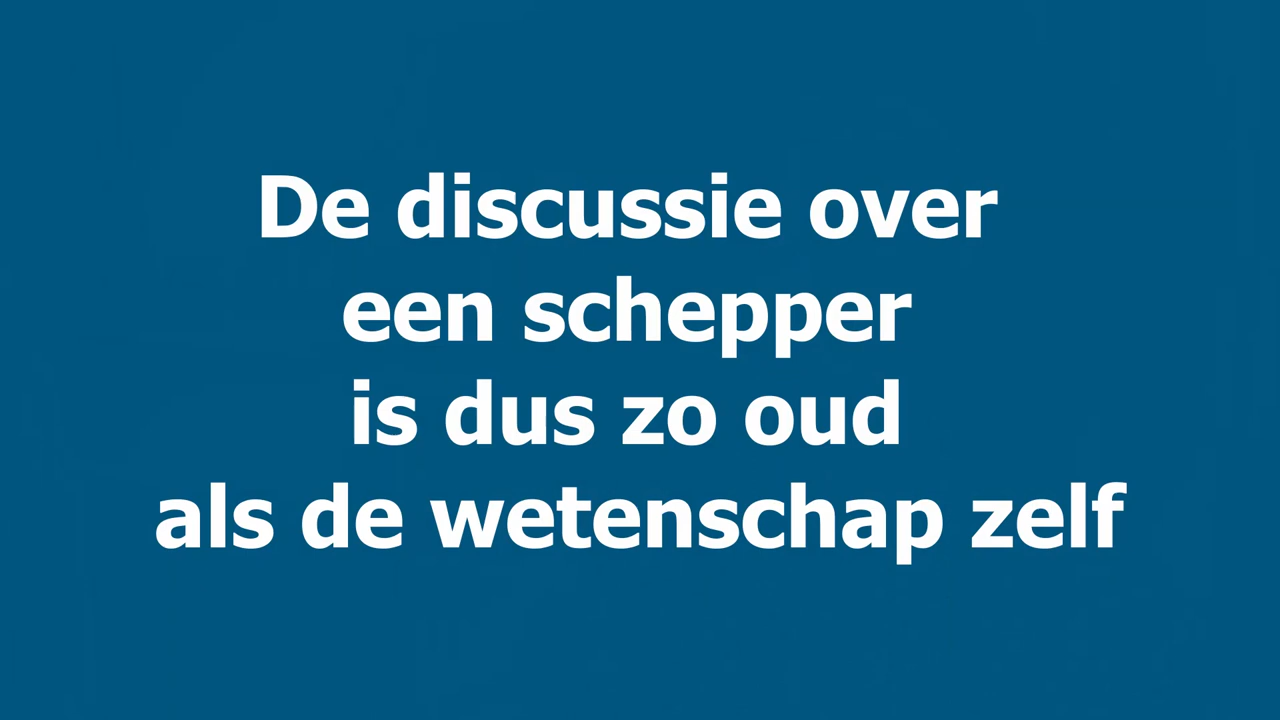 De discussie over
een schepper
is dus zo oud
als de wetenschap zelf